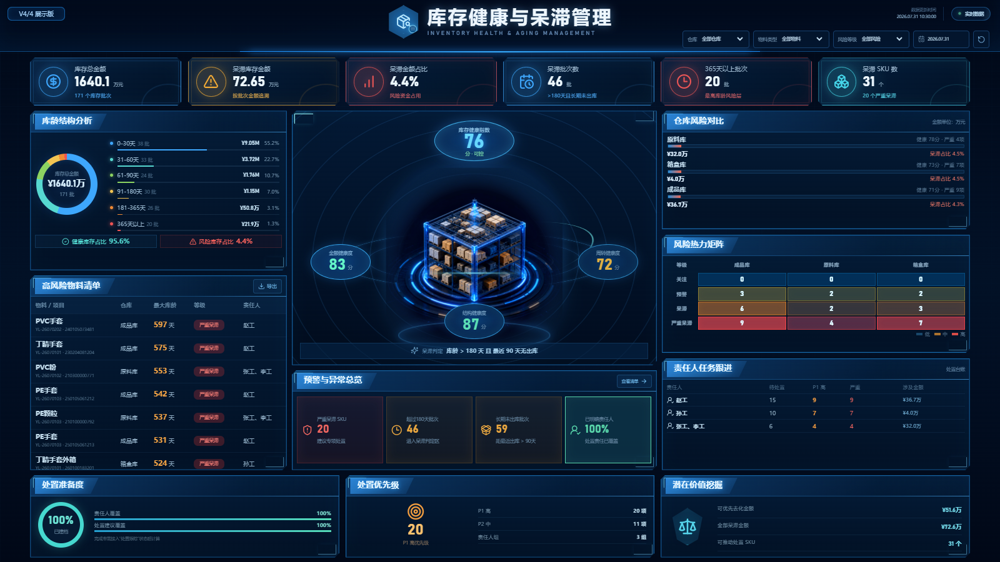 V4/4 展示版
库存健康与呆滞管理
INVENTORY HEALTH & AGING MANAGEMENT
数据更新时间
2026.07.31 10:30:00
实时数据
仓库 全部仓库
物料类型 全部物料
风险等级 全部风险
2026.07.31
库存总金额
1640.1 万元
171 个库存批次
呆滞库存金额
72.65 万元
按批次金额追溯
呆滞金额占比
4.4%
风险资金占用
呆滞批次数
46 批
>180天且长期未出库
365天以上批次
20 批
最高库龄风险层
呆滞 SKU 数
31 个
20 个严重呆滞
库龄结构分析
库存总金额
¥1640.1万
171 批
0-30天 38 批 ¥9.05M 55.2%
31-60天 33 批 ¥3.72M 22.7%
61-90天 24 批 ¥1.76M 10.7%
91-180天 30 批 ¥1.15M 7.0%
181-365天 26 批 ¥50.8万 3.1%
365天以上 20 批 ¥21.9万 1.3%
健康库存占比 95.6%
风险库存占比 4.4%
高风险物料清单
导出
物料 / 项目 仓库 最大库龄 等级 责任人
PVC手套
YL-26070202 - 240105073481
成品库 597 天 严重呆滞 赵工
丁腈手套
YL-26070101 - 230204081204
成品库 575 天 严重呆滞 赵工
PVC粉
YL-26070102 - 210300000771
原料库 553 天 严重呆滞 张工、李工
PE手套
YL-26070103 - 250105061212
成品库 542 天 严重呆滞 赵工
PE颗粒
YL-26070103 - 210100000792
原料库 537 天 严重呆滞 张工、李工
PE手套
YL-26070103 - 250105061213
成品库 531 天 严重呆滞 赵工
丁腈手套外箱
YL-26070101 - 260100183201
箱盒库 524 天 严重呆滞 孙工
库存健康指数
76
分 · 可控
金额健康度
83 分
周转健康度
72 分
结构健康度
87 分
呆滞判定 库龄 > 180 天 且 最近 90 天无出库
预警与异常总览
查看清单
严重呆滞 SKU
20
建议专项处置
超过180天批次
46
进入呆滞判定区
长期未出库批次
59
距最近出库 > 90天
已明确责任人
100%
处置责任已覆盖
仓库风险对比
金额单位：万元
原料库 健康 78分 · 严重 4项
¥32.0万 呆滞占比 4.5%
箱盒库 健康 73分 · 严重 7项
¥4.0万 呆滞占比 4.5%
成品库 健康 71分 · 严重 9项
¥36.7万 呆滞占比 4.3%
风险热力矩阵
等级 成品库 原料库 箱盒库
关注 0 0 0
预警 3 2 2
呆滞 6 2 3
严重呆滞 9 4 7
低 中 高
责任人任务跟进
处置台账
责任人 待处置 P1 高 严重 涉及金额
赵工 15 9 9 ¥36.7万
孙工 10 7 7 ¥4.0万
张工、李工 6 4 4 ¥32.0万
处置准备度
100%
已建档
责任人覆盖 100%
处置建议覆盖 100%
完成率需接入“处置跟踪”状态后计算
处置优先级
20
P1 高优先级
P1 高 20 项
P2 中 11 项
责任人组 3 组
潜在价值挖掘
可优先去化金额 ¥51.6万
全部呆滞金额 ¥72.6万
可推动处置 SKU 31 个